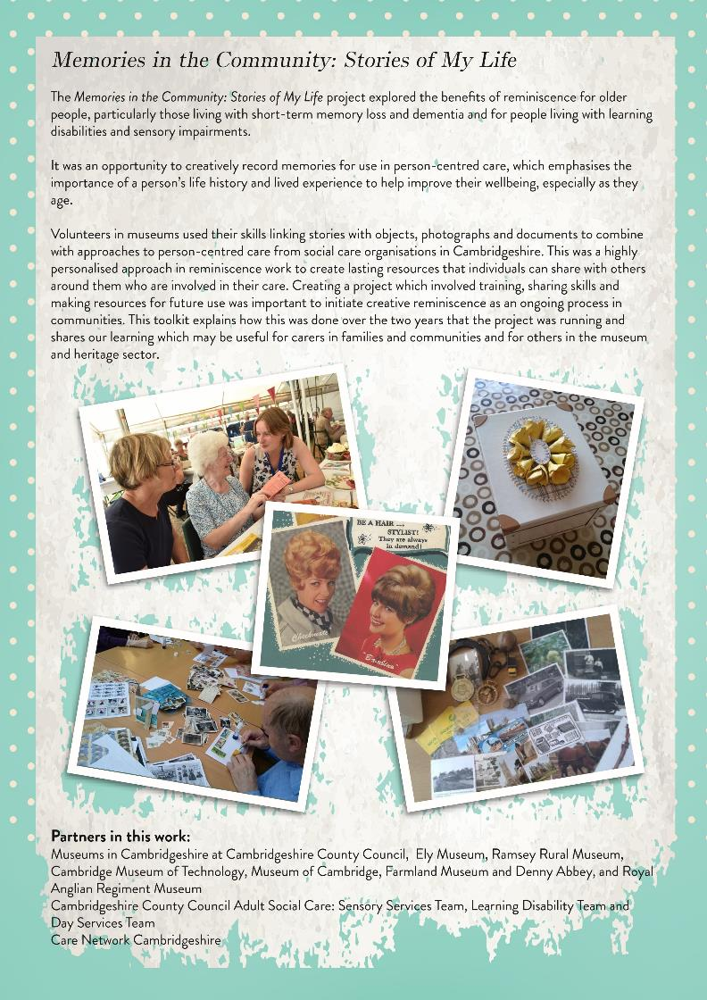 Memories in the Community: Stories of My Life
The Memories in the Community: Stories of My Life project explored the benefits of reminiscence for older
people, particularly those living with short-term memory loss and dementia and for people living with learning
disabilities and sensory impairments.
It was an opportunity to creatively record memories for use in person-centred care, which emphasises the
importance of a person's life history and lived experience to help improve their wellbeing, especially as they
age.
Volunteers in museums used their skills linking stories with objects, photographs and documents to combine
with approaches to person-centred care from social care organisations in Cambridgeshire. This was a highly
personalised approach in reminiscence work to create lasting resources that individuals can share with others
around them who are involved in their care. Creating a project which involved training, sharing skills and
making resources for future use was important to initiate creative reminiscence as an ongoing process in
communities. This toolkit explains how this was done over the two years that the project was running and
shares our learning which may be useful for carers in families and communities and for others in the museum
and heritage sector.
BE A HAIR
STYLIST!
They are always
in demand!
Checkmate
"Bambina"
Partners in this work:
Museums in Cambridgeshire at Cambridgeshire County Council, Ely Museum, Ramsey Rural Museum,
Cambridge Museum of Technology, Museum of Cambridge, Farmland Museum and Denny Abbey, and Royal
Anglian Regiment Museum
Cambridgeshire County Council Adult Social Care: Sensory Services Team, Learning Disability Team and
Day Services Team
Care Network Cambridgeshire